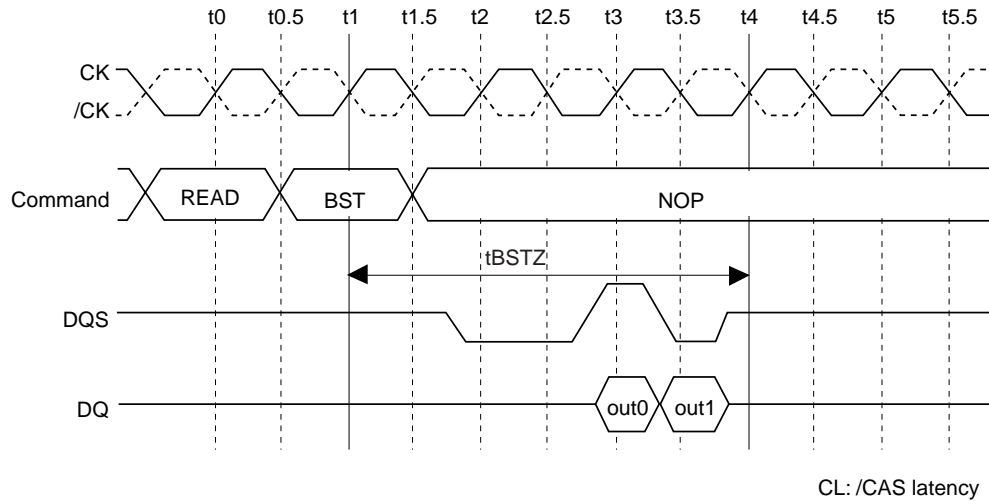 t0 t0.5 t1 t1.5 t2 t2.5 t3 t3.5 t4 t4.5 t5 t5.5
CK
/CK
Command READ BST NOP
tBSTZ
DQS
DQ out0 out1
CL: /CAS latency